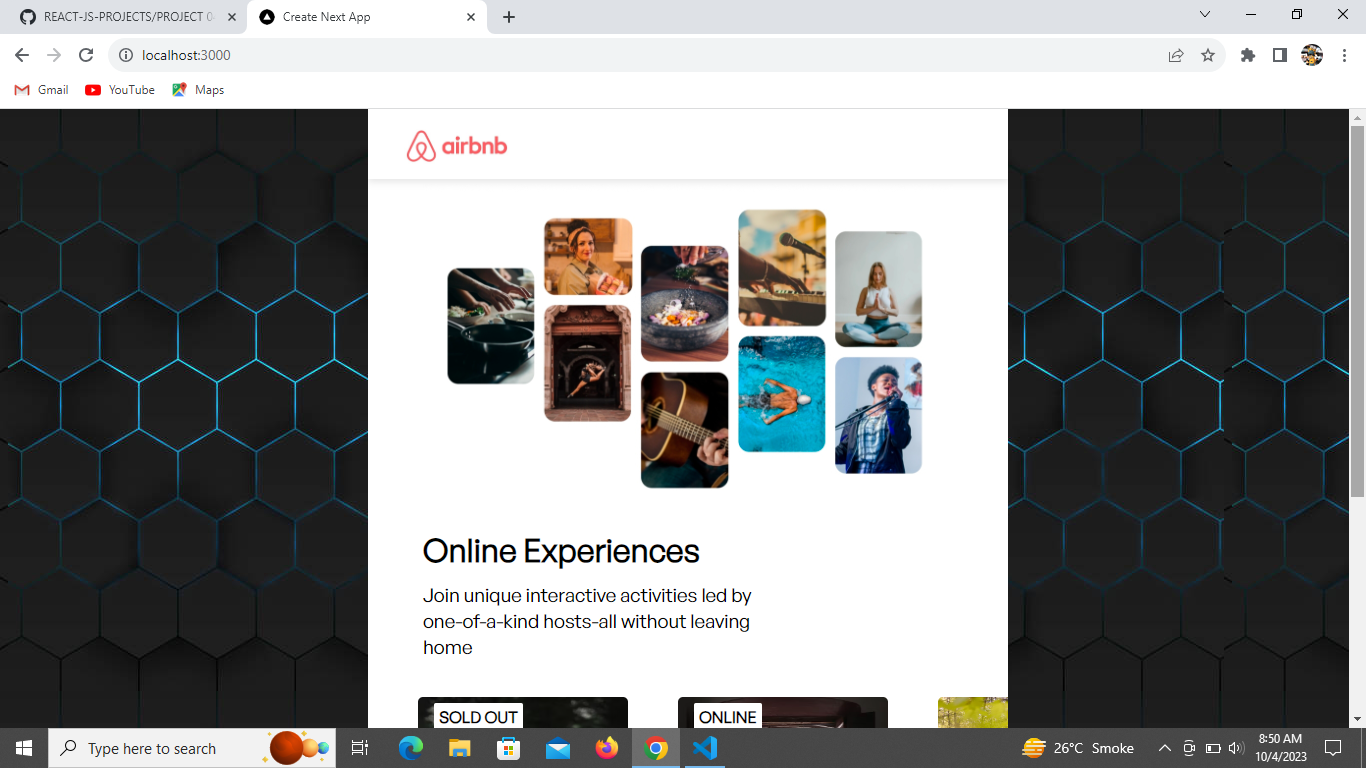 REACT-JS-PROJECTS/PROJECT 0
Create Next App
localhost:3000
Gmail
YouTube
Maps
airbnb
Online Experiences
Join unique interactive activities led by
one-of-a-kind hosts-all without leaving
home
SOLD OUT
ONLINE
Type here to search
26°C Smoke
8:50 AM
10/4/2023